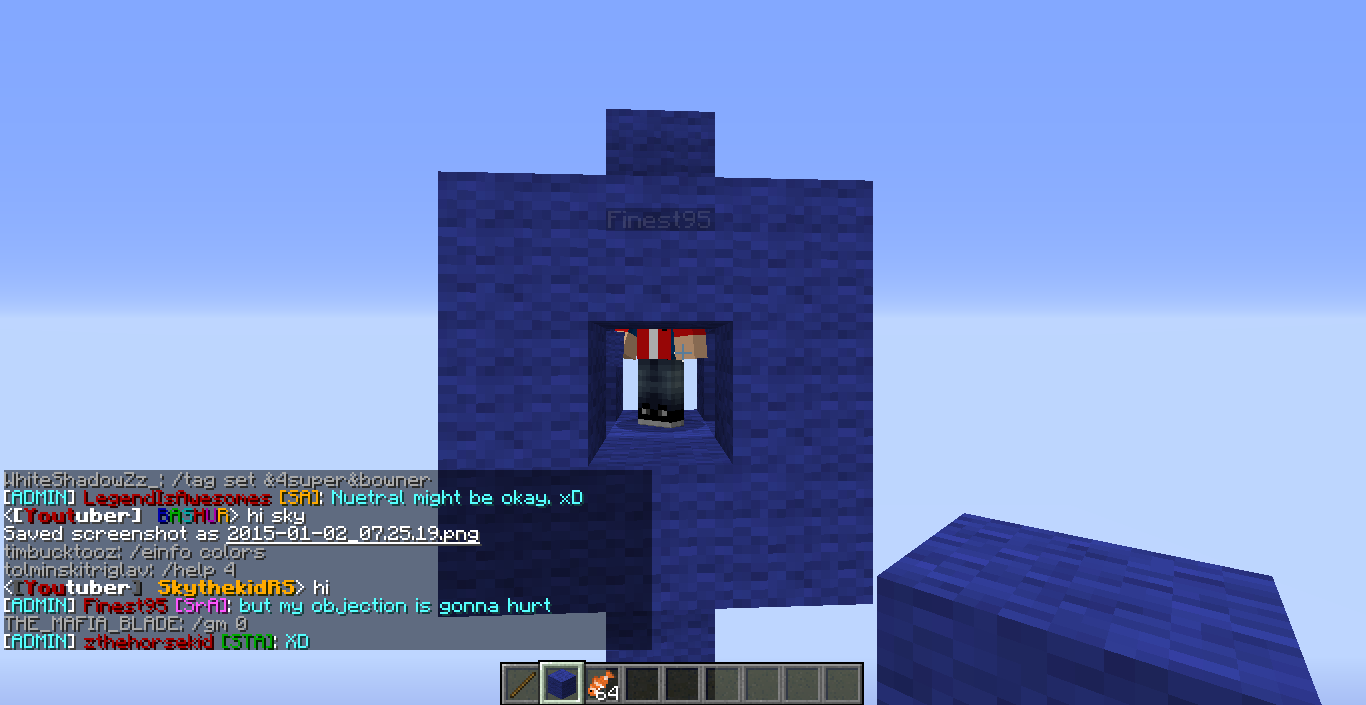 Finest95
WhiteShadowZz_: /tag set &4super&bowner
[ADMIN] LegendIsAwesomes [SA]: Nuetral might be okay. xD
<[Youtuber] BASHUR> hi sky
Saved screenshot as 2015-01-02_07.25.19.png
timbucktooz: /einfo colors
tolminskitriglav: /help 4
<[Youtuber] SkythekidRS> hi
[ADMIN] Finest95 [SrA]: but my objection is gonna hurt
THE_MAFIA_BLADE: /gm 0
[ADMIN] zthehorsekid [STA]: XD
64